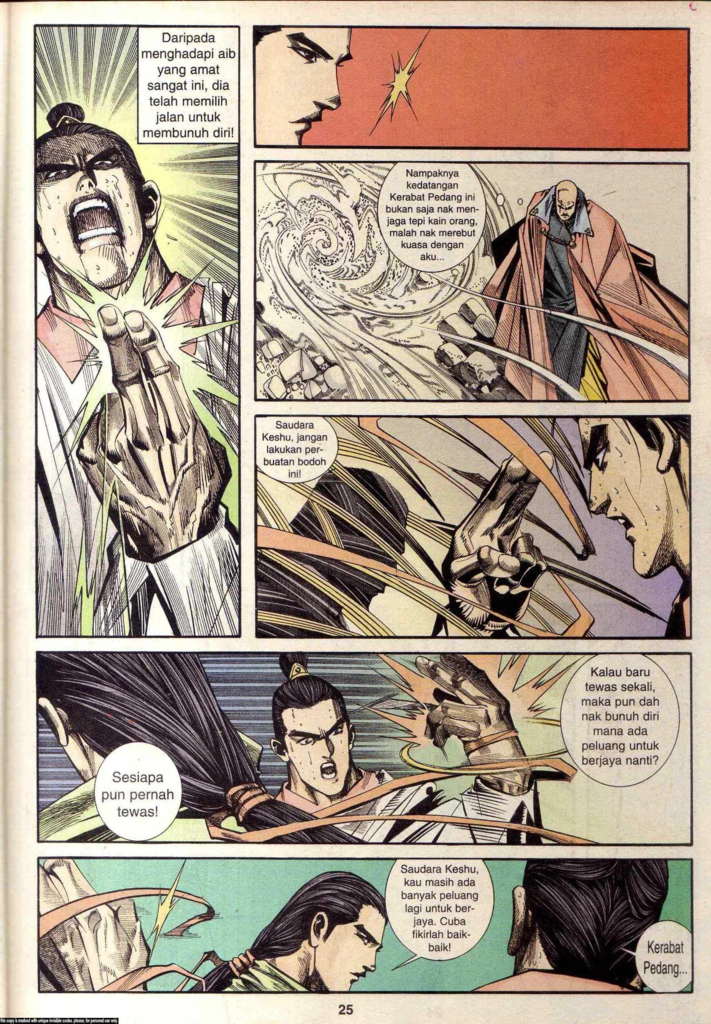 Daripada
menghadapi aib
yang amat
sangat ini, dia
telah memilih
jalan untuk
membunuh diri!
Nampaknya
kedatangan
Kerabat Pedang ini
bukan saja nak men-
jaga tepi kain orang,
malah nak merebut
kuasa dengan
aku...
Saudara
Keshu, jangan
lakukan per-
buatan bodoh
ini!
Sesiapa
pun pernah
tewas!
Kalau baru
tewas sekali,
maka pun dah
nak bunuh diri
mana ada
peluang untuk
berjaya nanti?
Saudara Keshu,
kau masih ada
banyak peluang
lagi untuk ber-
jaya. Cuba
fikirlah baik-
baik!
Kerabat
Pedang...
25